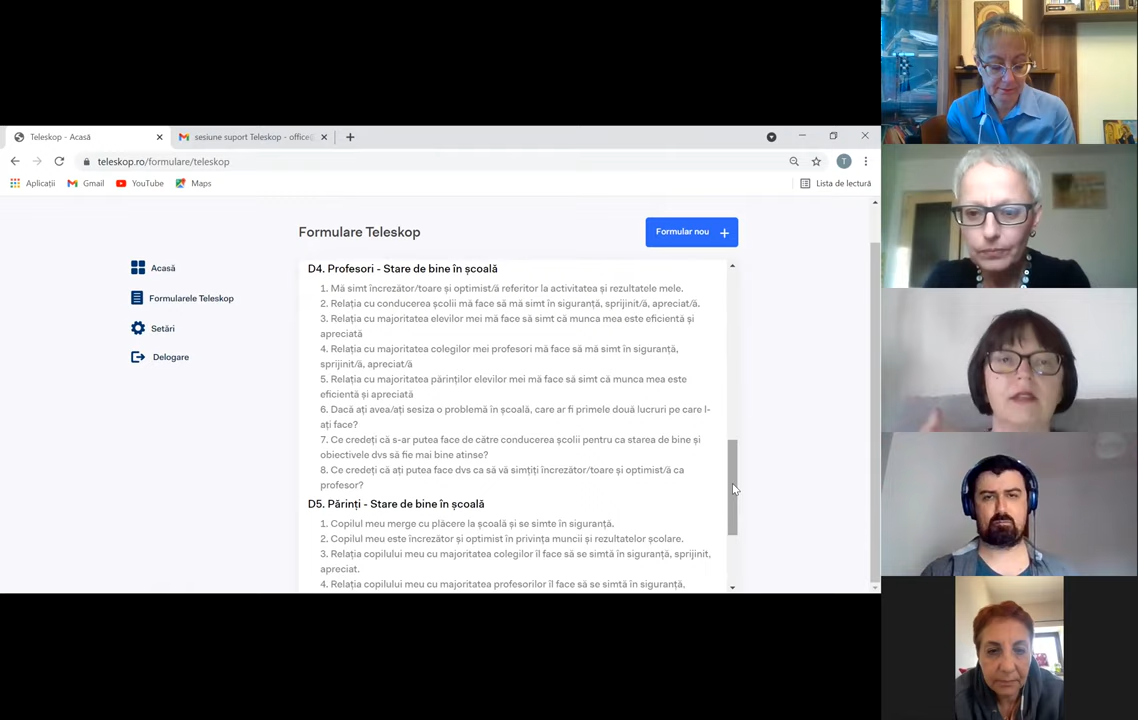 Teleskop - Acasă
sesiune suport Teleskop - office@
teleskop.ro/formulare/teleskop
T
Aplicații
Gmail
YouTube
Maps
Lista de lectură
Formulare Teleskop
Formular nou +
Acasă
Formularele Teleskop
Setări
Delogare
D4. Profesori - Stare de bine în școală
1. Mă simt încrezător/toare și optimist/ă referitor la activitatea și rezultatele mele.
2. Relația cu conducerea școlii mă face să mă simt în siguranță, sprijinit/ă, apreciat/ă.
3. Relația cu majoritatea elevilor mei mă face să simt că munca mea este eficientă și
apreciată
4. Relația cu majoritatea colegilor mei profesori mă face să mă simt în siguranță,
sprijinit/ă, apreciat/ă
5. Relația cu majoritatea părinților elevilor mei mă face să simt că munca mea este
eficientă și apreciată
6. Dacă ați avea/ați sesiza o problemă în școală, care ar fi primele două lucruri pe care l-
ați face?
7. Ce credeți că s-ar putea face de către conducerea școlii pentru ca starea de bine și
obiectivele dvs să fie mai bine atinse?
8. Ce credeți că ați putea face dvs ca să vă simțiți încrezător/toare și optimist/ă ca
profesor?
D5. Părinți - Stare de bine în școală
1. Copilul meu merge cu plăcere la școală și se simte în siguranță.
2. Copilul meu este încrezător și optimist în privința muncii și rezultatelor școlare.
3. Relația copilului meu cu majoritatea colegilor îl face să se simtă în siguranță, sprijinit,
apreciat.
4. Relația copilului meu cu majoritatea profesorilor îl face să se simtă în siguranță,